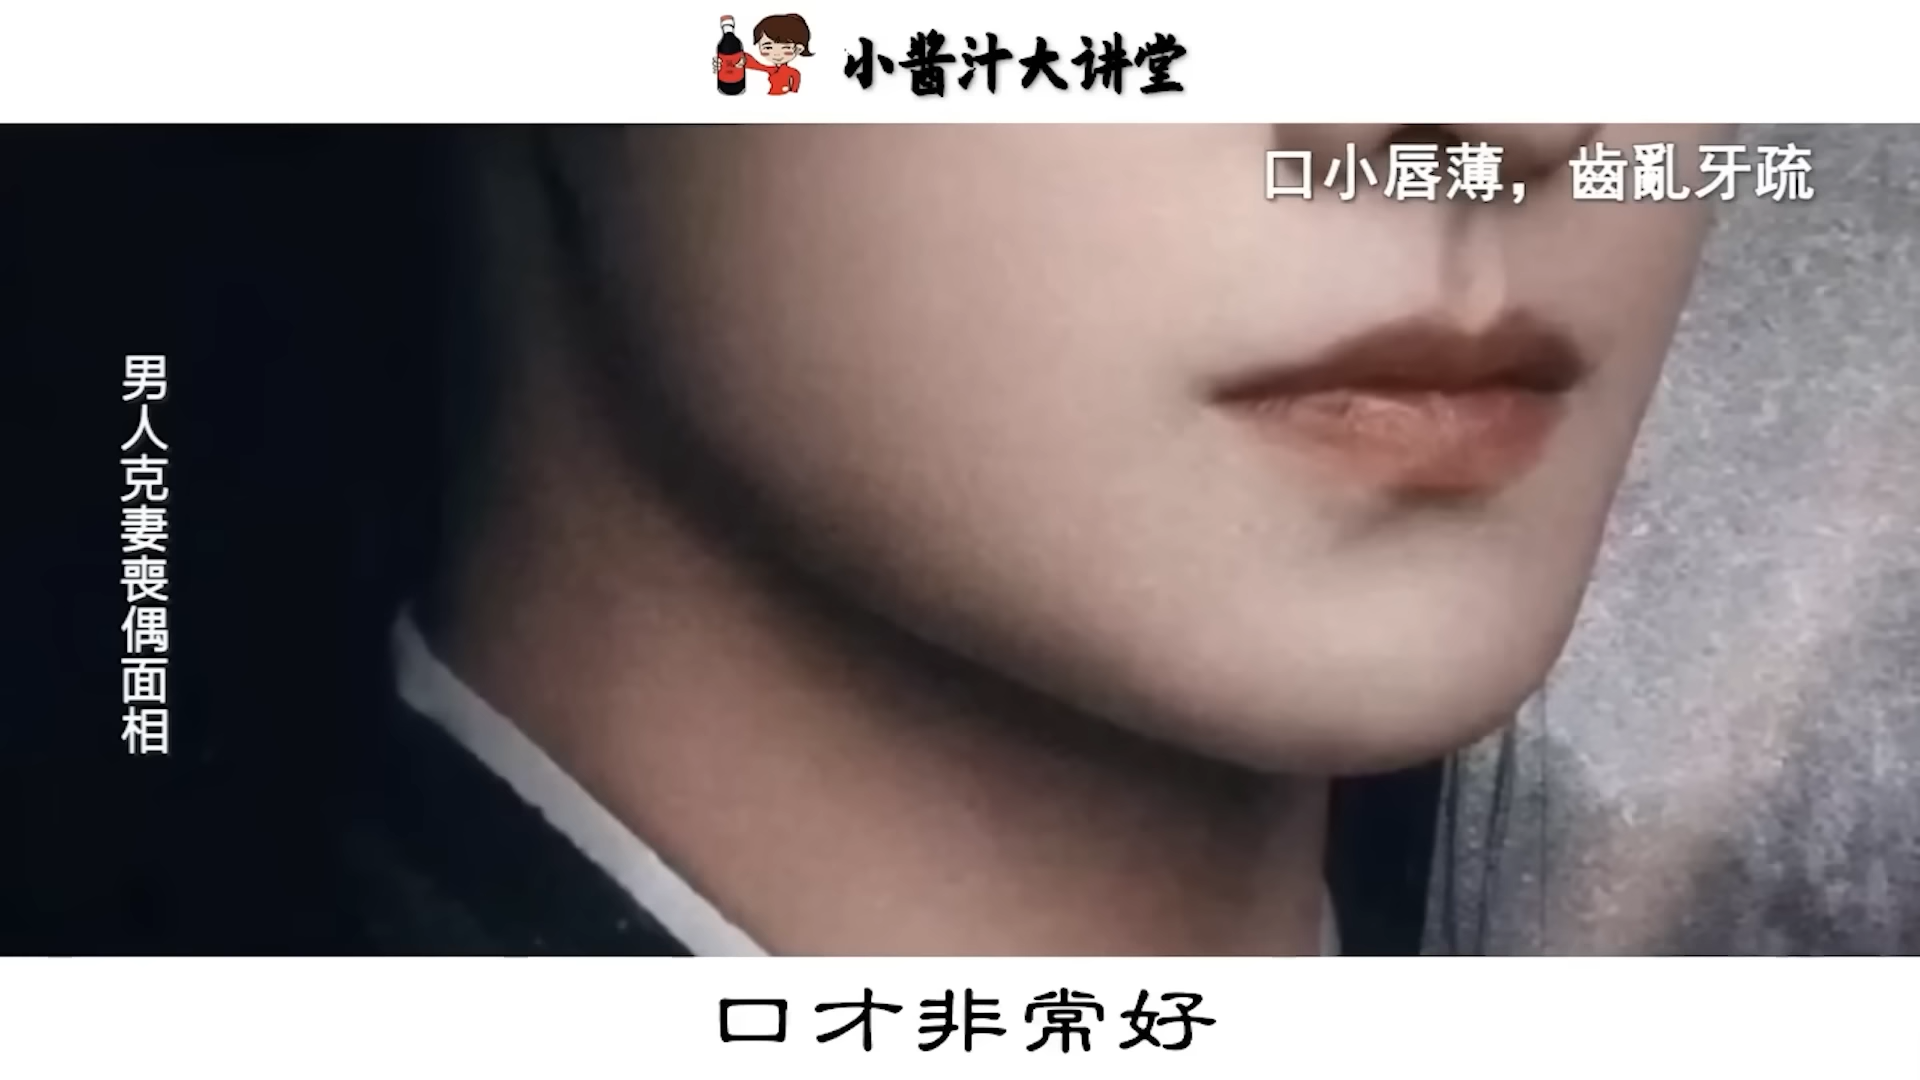 小酱汁大讲堂
口小唇薄，齒亂牙疏
男人克妻喪偶面相
口才非常好